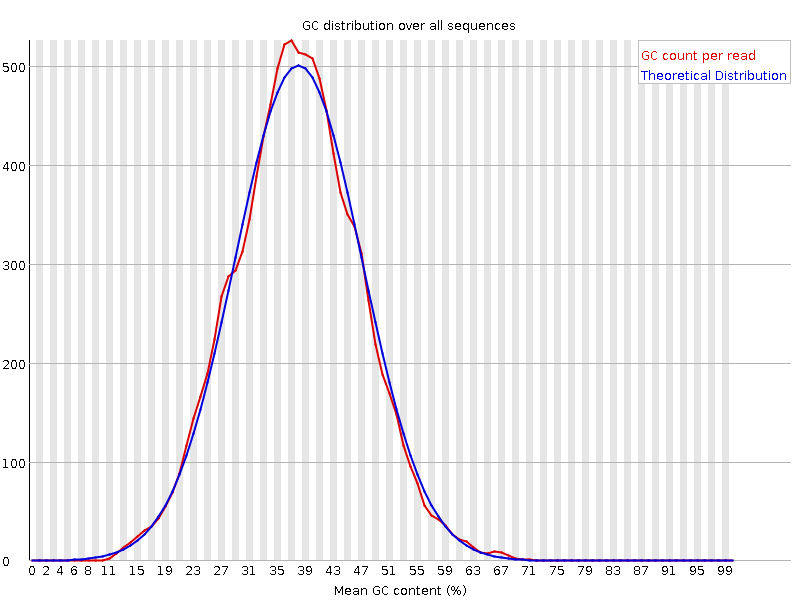 GC distribution over all sequences
GC count per read
Theoretical Distribution
500
400
300
200
100
0
0 2 4 6 8 11 15 19 23 27 31 35 39 43 47 51 55 59 63 67 71 75 79 83 87 91 95 99
Mean GC content (%)